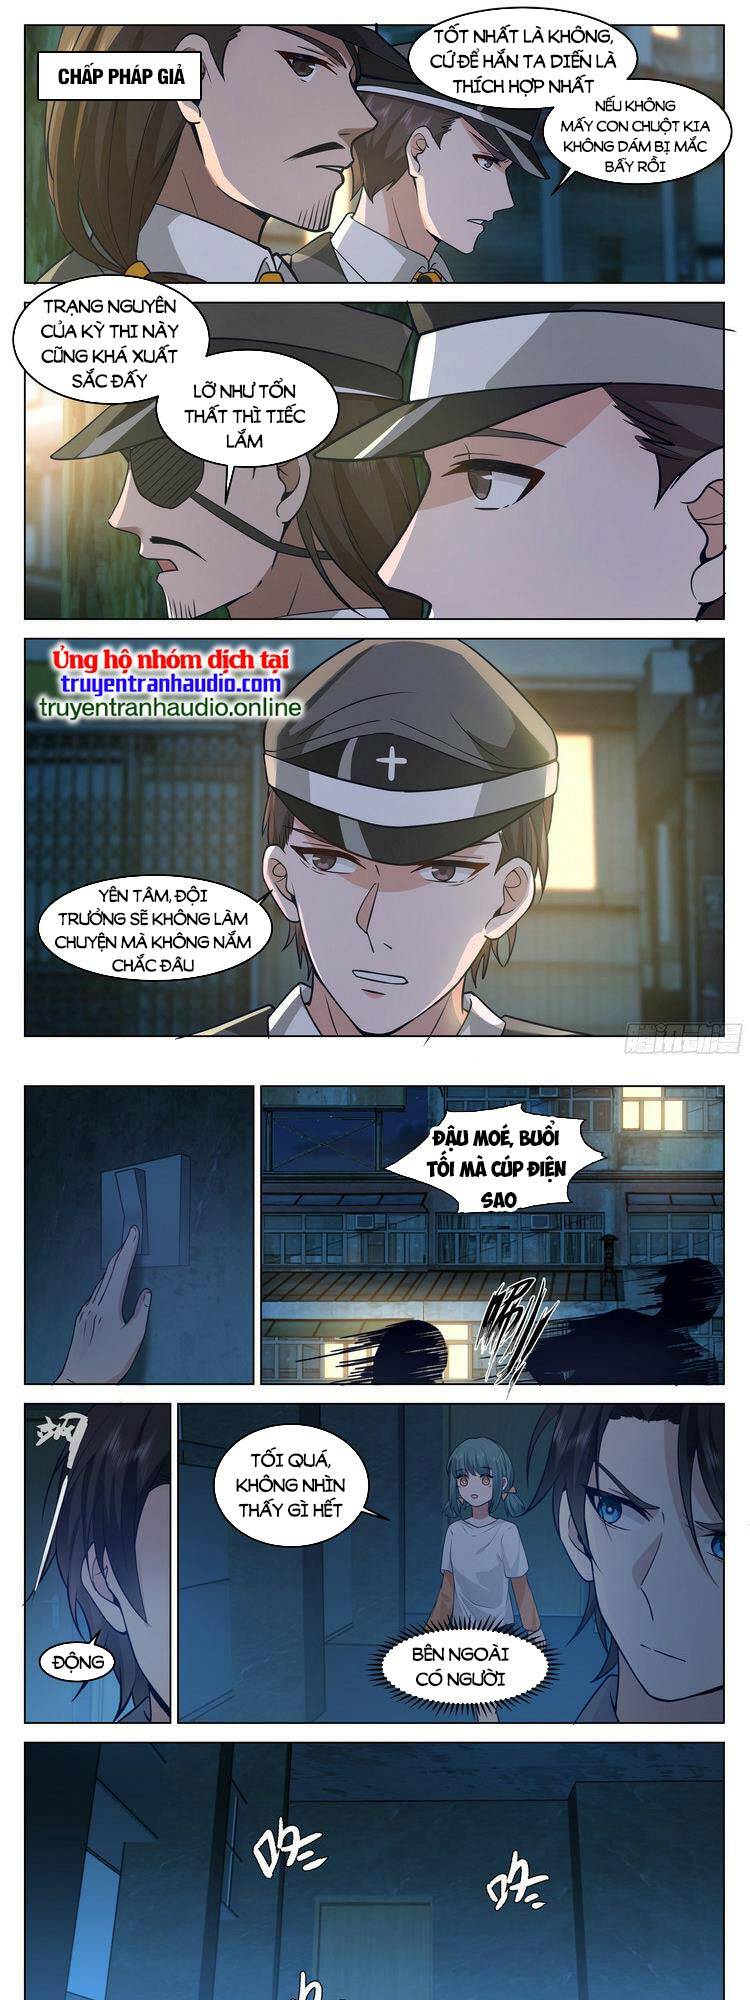 CHẤP PHÁP GIẢ
TỐT NHẤT LÀ KHÔNG,
CỨ ĐỂ HẮN TA DIỄN LÀ
THÍCH HỢP NHẤT
NẾU KHÔNG
MẤY CON CHUỘT KIA
KHÔNG DÁM BỊ MẮC
BẪY RỒI
TRẠNG NGUYÊN
CỦA KỲ THI NÀY
CŨNG KHÁ XUẤT
SẮC ĐẤY
LỠ NHƯ TỔN
THẤT THÌ TIẾC
LẮM
Ủng hộ nhóm dịch tại
truyentranhaudio.com
truyentranhaudio.online
YÊN TÂM, ĐỘI
TRƯỞNG SẼ KHÔNG LÀM
CHUYỆN MÀ KHÔNG NẮM
CHẮC ĐÂU
ĐẬU MOÉ, BUỔI
TỐI MÀ CÚP ĐIỆN
SAO
TỐI QUÁ,
KHÔNG NHÌN
THẤY GÌ HẾT
ĐỘNG
BÊN NGOÀI
CÓ NGƯỜI
咚
咚